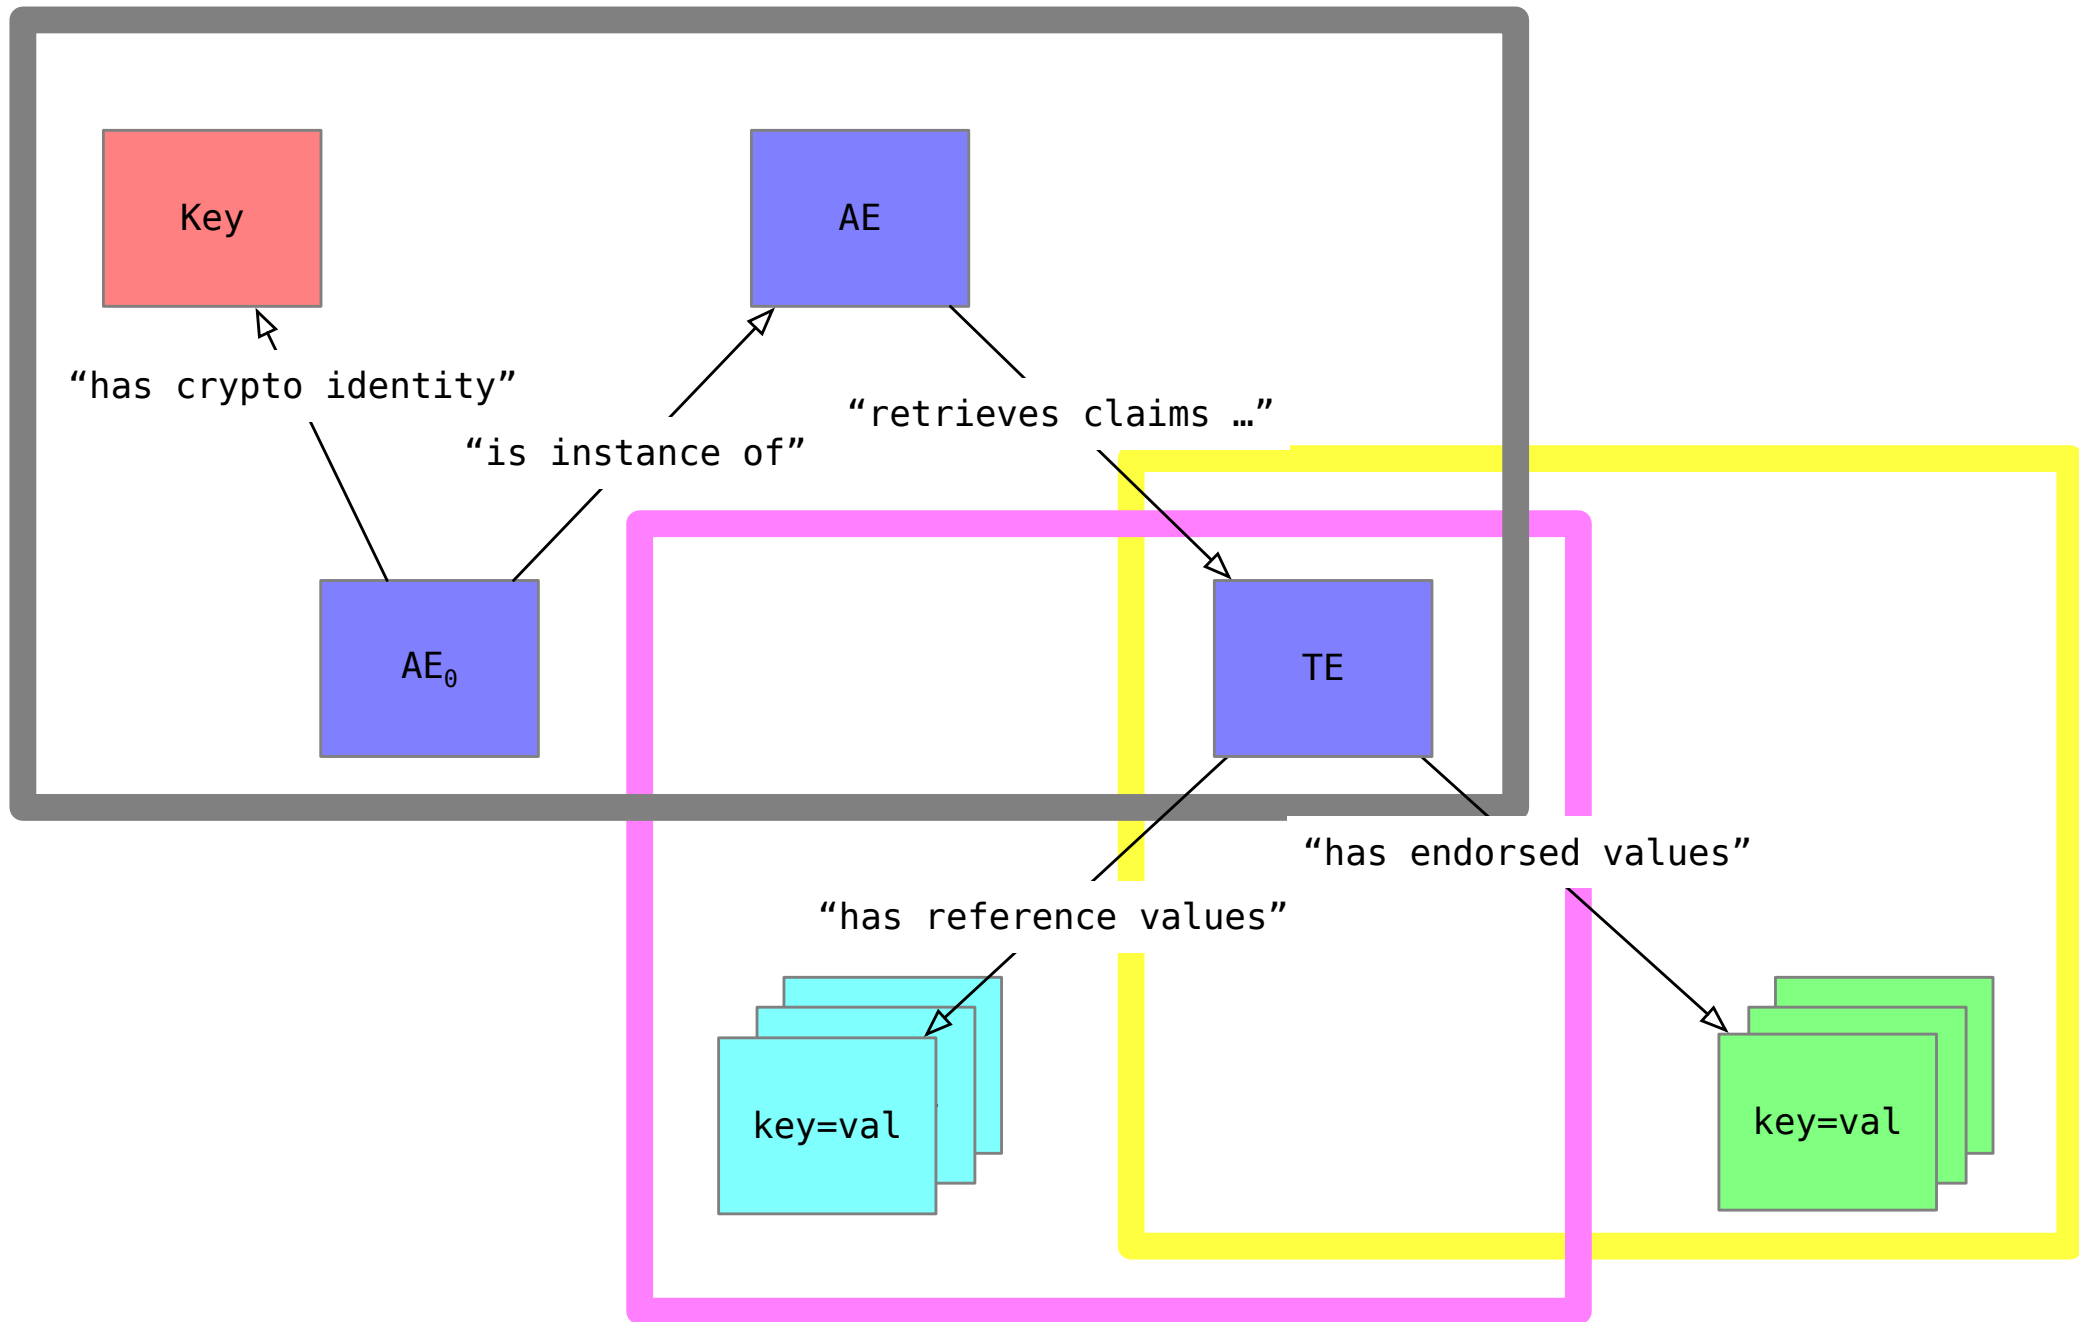 Key
AE
“has crypto identity”
“retrieves claims …”
“is instance of”
AE₀
TE
“has endorsed values”
“has reference values”
key=val
key=val